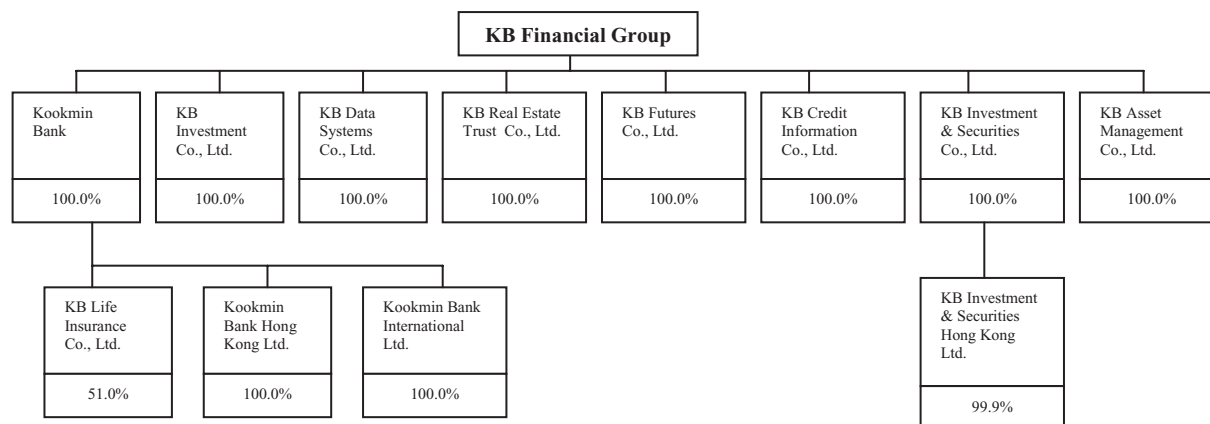 KB Financial Group
Kookmin
Bank
100.0%
KB
Investment
Co., Ltd.
100.0%
KB Data
Systems
Co., Ltd.
100.0%
KB Real Estate
Trust Co., Ltd.
100.0%
KB Futures
Co., Ltd.
100.0%
KB Credit
Information
Co., Ltd.
100.0%
KB Investment
& Securities
Co., Ltd.
100.0%
KB Asset
Management
Co., Ltd.
100.0%
KB Life
Insurance
Co., Ltd.
51.0%
Kookmin
Bank Hong
Kong Ltd.
100.0%
Kookmin Bank
International
Ltd.
100.0%
KB Investment
& Securities
Hong Kong
Ltd.
99.9%